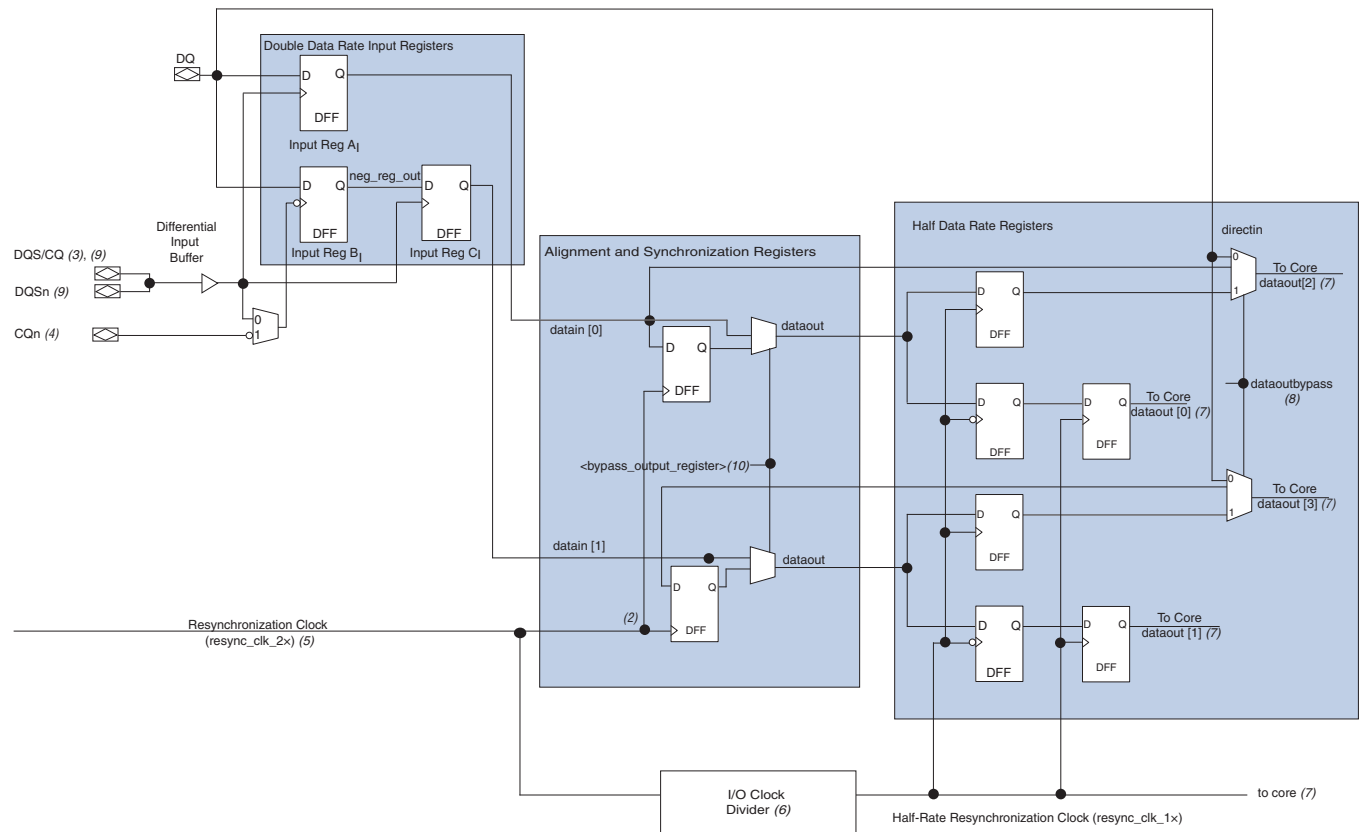 Double Data Rate Input Registers
DQ
D Q
DFF
Input Reg AI
neg_reg_out
D Q
DFF
Input Reg BI
D Q
DFF
Input Reg CI
Differential
Input
Buffer
DQS/CQ (3), (9)
DQSn (9)
CQn (4)
0
1
Alignment and Synchronization Registers
datain [0]
D Q
DFF
dataout
<bypass_output_register>(10)
datain [1]
D Q
DFF
dataout
(2)
Resynchronization Clock
(resync_clk_2×) (5)
Half Data Rate Registers
directin
D Q
DFF
0
1
To Core
dataout[2] (7)
D Q
DFF
D Q
DFF
To Core
dataout [0] (7)
dataoutbypass
(8)
D Q
DFF
0
1
To Core
dataout [3] (7)
D Q
DFF
D Q
DFF
To Core
dataout [1] (7)
I/O Clock
Divider (6)
to core (7)
Half-Rate Resynchronization Clock (resync_clk_1×)